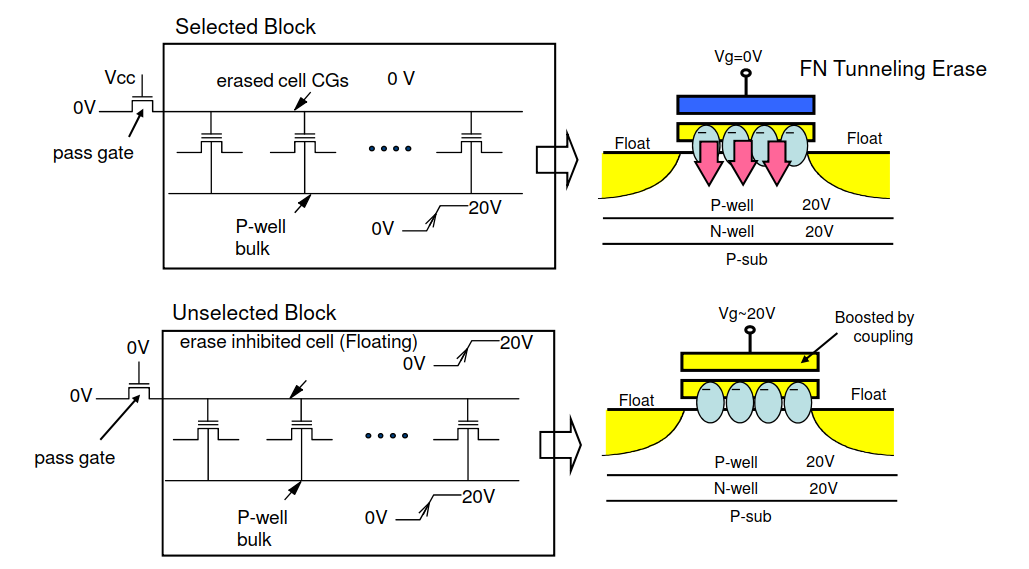 Selected Block
Vcc
0V
pass gate
erased cell CGs
0 V
P-well
bulk
0V
20V
Vg=0V
FN Tunneling Erase
Float
Float
P-well
20V
N-well
20V
P-sub
Unselected Block
0V
0V
pass gate
erase inhibited cell (Floating)
0V
20V
P-well
bulk
0V
20V
Vg~20V
Boosted by
coupling
Float
Float
P-well
20V
N-well
20V
P-sub